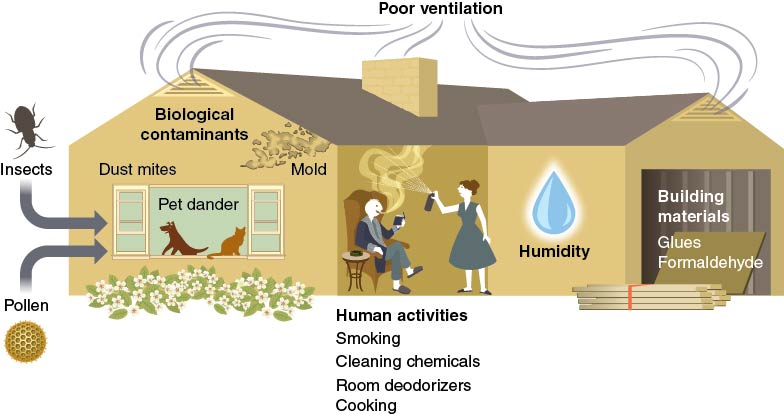 Poor ventilation
Biological
contaminants
Insects
Dust mites
Mold
Pet dander
Pollen
Humidity
Building
materials
Glues
Formaldehyde
Human activities
Smoking
Cleaning chemicals
Room deodorizers
Cooking